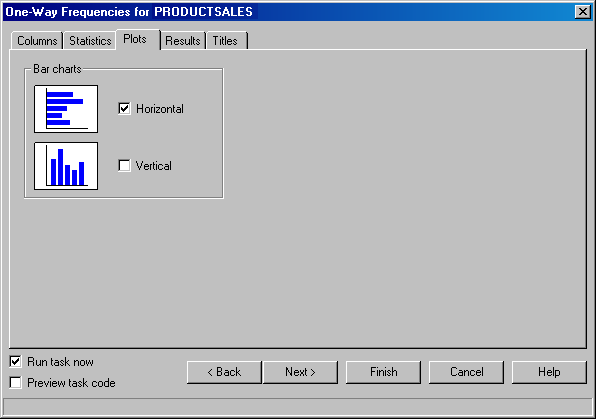 One-Way Frequencies for PRODUCTSALES
Columns Statistics Plots Results Titles
Bar charts
Horizontal
Vertical
Run task now
Preview task code
< Back Next > Finish Cancel Help